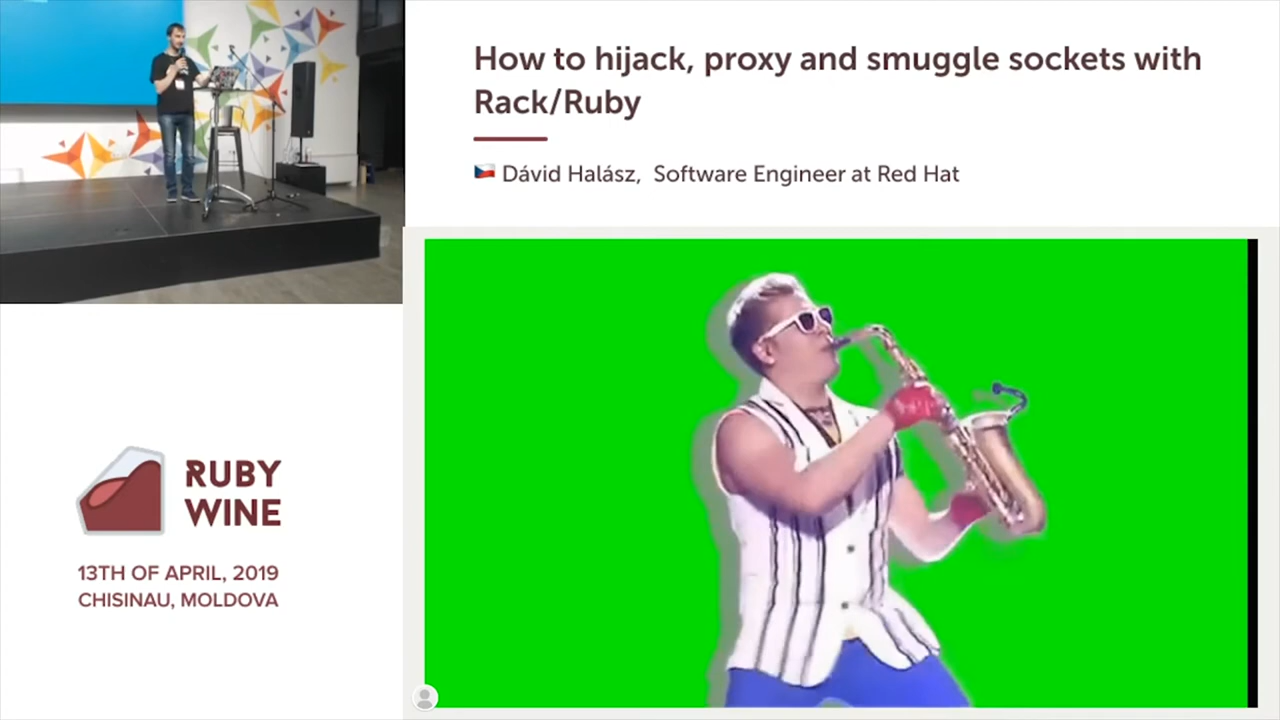 How to hijack, proxy and smuggle sockets with
Rack/Ruby
Dávid Halász, Software Engineer at Red Hat
RUBY
WINE
13TH OF APRIL, 2019
CHISINAU, MOLDOVA